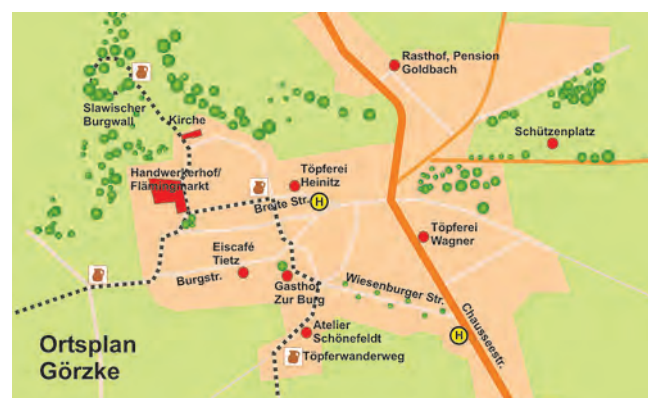 Rasthof, Pension
Goldbach
Slawischer
Burgwall
Kirche
Schützenplatz
Handwerkerhof/
Flämingmarkt
Töpferei
Heinitz
Breite Str.
H
Töpferei
Wagner
Eiscafé
Tietz
Burgstr.
Gasthof
Zur Burg
Wiesenburger Str.
Chausseestr.
H
Atelier
Schönefeldt
Töpferwanderweg
Ortsplan
Görzke